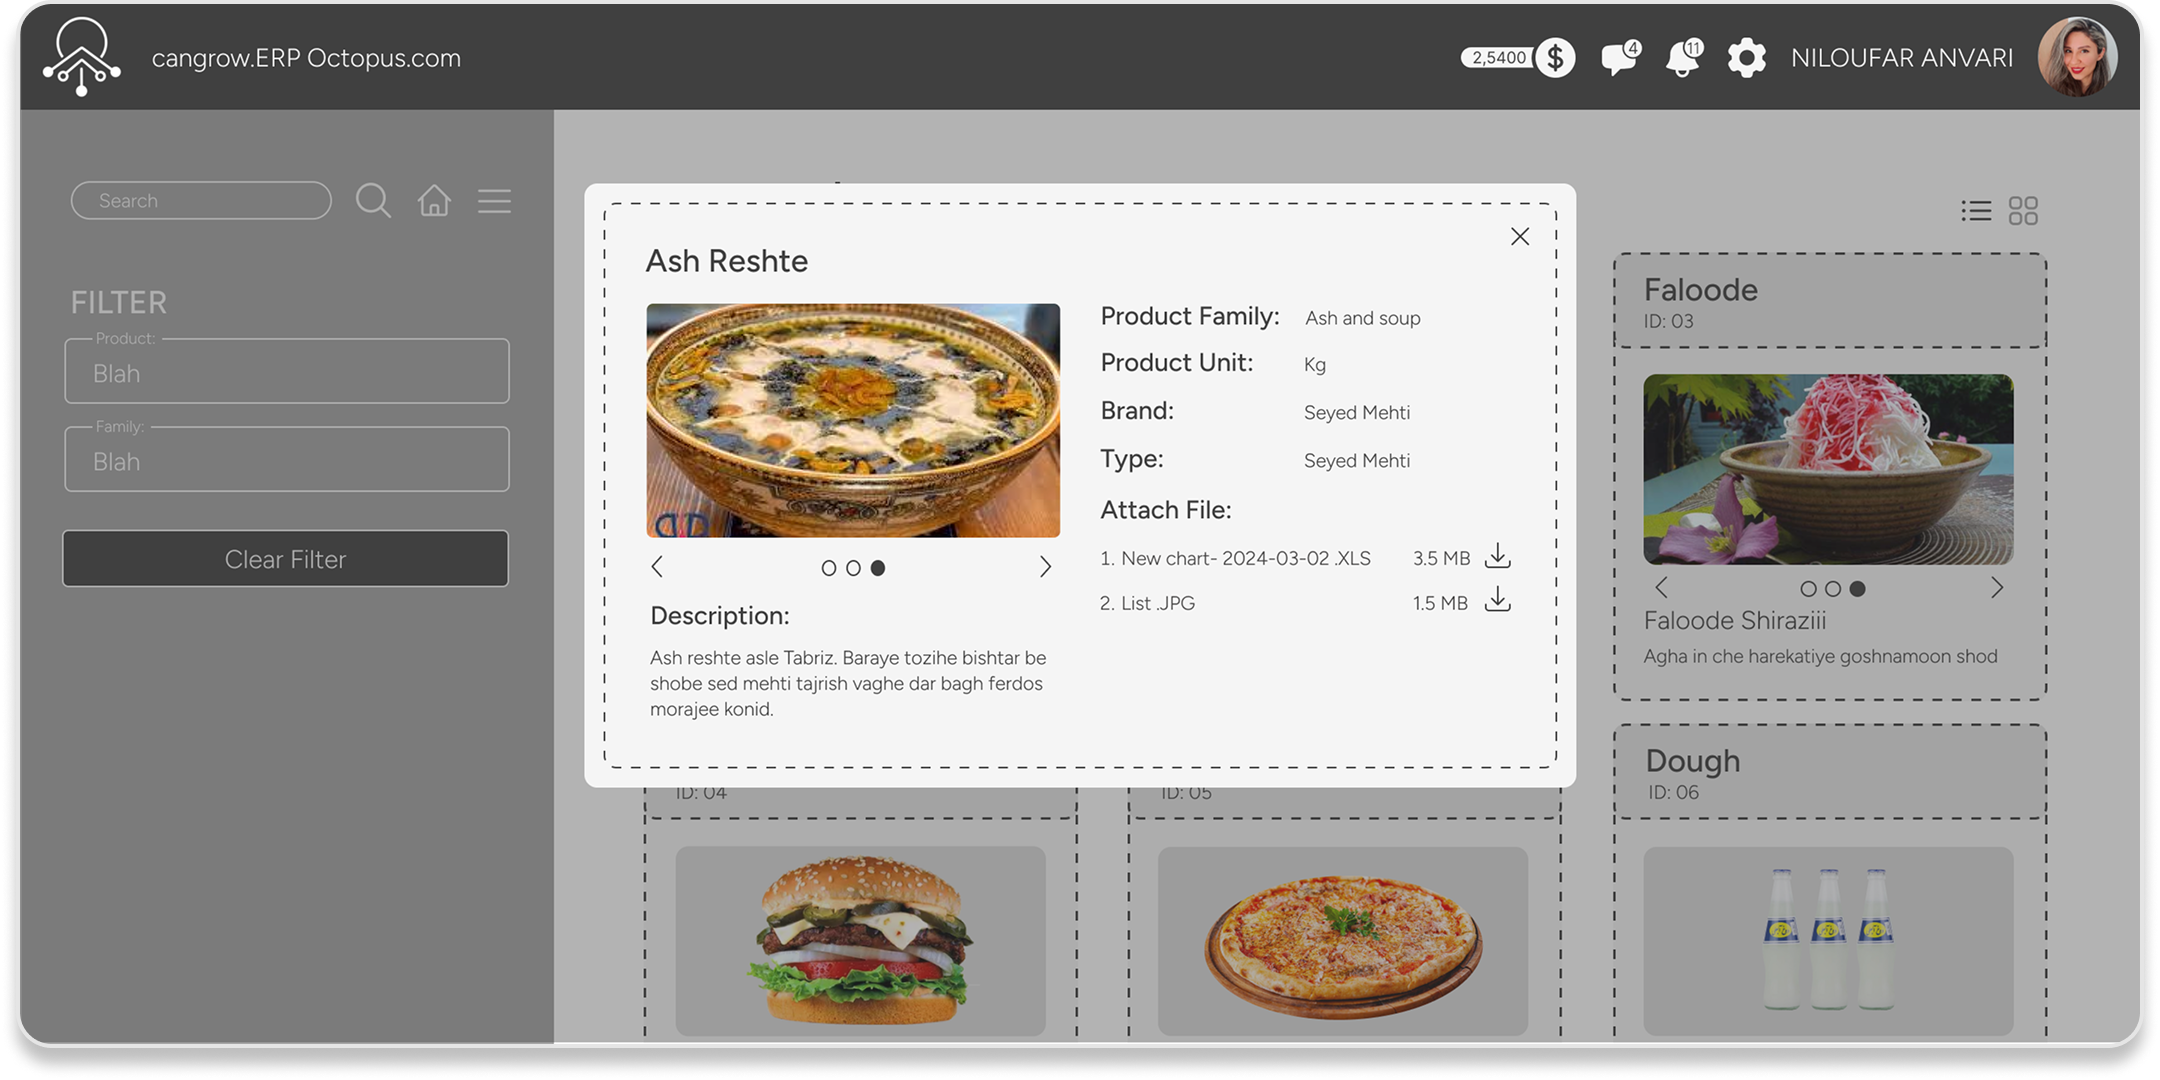 cangrow.ERP Octopus.com
2,5400
$
4
11
NILOUFAR ANVARI
Search
FILTER
Product:
Blah
Family:
Blah
Clear Filter
Ash Reshte
Description:
Ash reshte asle Tabriz. Baraye tozihe bishtar be
shobe sed mehti tajrish vaghe dar bagh ferdos
morajee konid.
Product Family: Ash and soup
Product Unit: Kg
Brand: Seyed Mehti
Type: Seyed Mehti
Attach File:
1. New chart- 2024-03-02 .XLS 3.5 MB
2. List .JPG 1.5 MB
Faloode
ID: 03
Faloode Shiraziii
Agha in che harekatiye goshnamoon shod
ID: 04
ID: 05
Dough
ID: 06